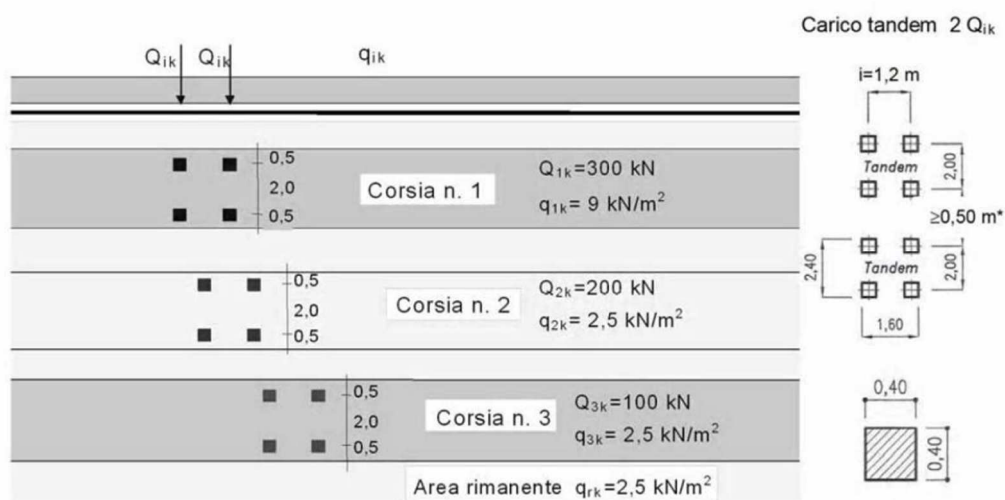 Carico tandem 2 Qik
Qik Qik qik
i=1,2 m
0,5
2,0
0,5
Corsia n. 1
Q1k=300 kN
q1k= 9 kN/m²
Tandem
2,00
≥0,50 m*
2,40
Tandem
2,00
1,60
0,5
2,0
0,5
Corsia n. 2
Q2k=200 kN
q2k= 2,5 kN/m²
0,5
2,0
0,5
Corsia n. 3
Q3k=100 kN
q3k= 2,5 kN/m²
0,40
0,40
Area rimanente qrk=2,5 kN/m²